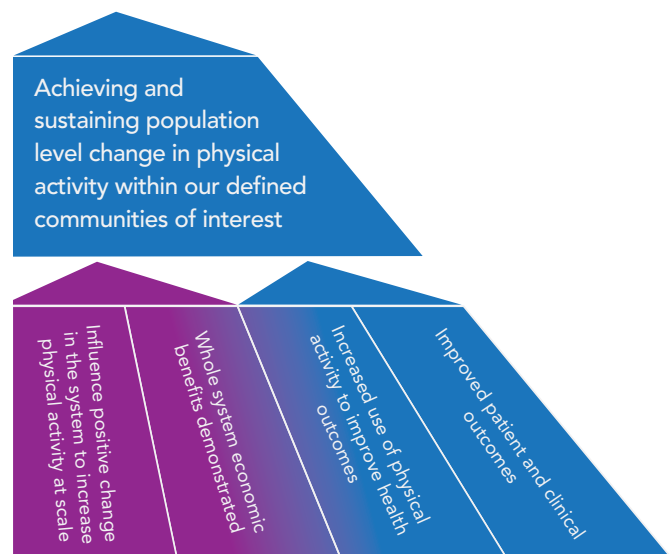 Achieving and
sustaining population
level change in physical
activity within our defined
communities of interest
Influence positive change
in the system to increase
physical activity at scale
Whole system economic
benefits demonstrated
Increased use of physical
activity to improve health
outcomes
Improved patient and clinical
outcomes